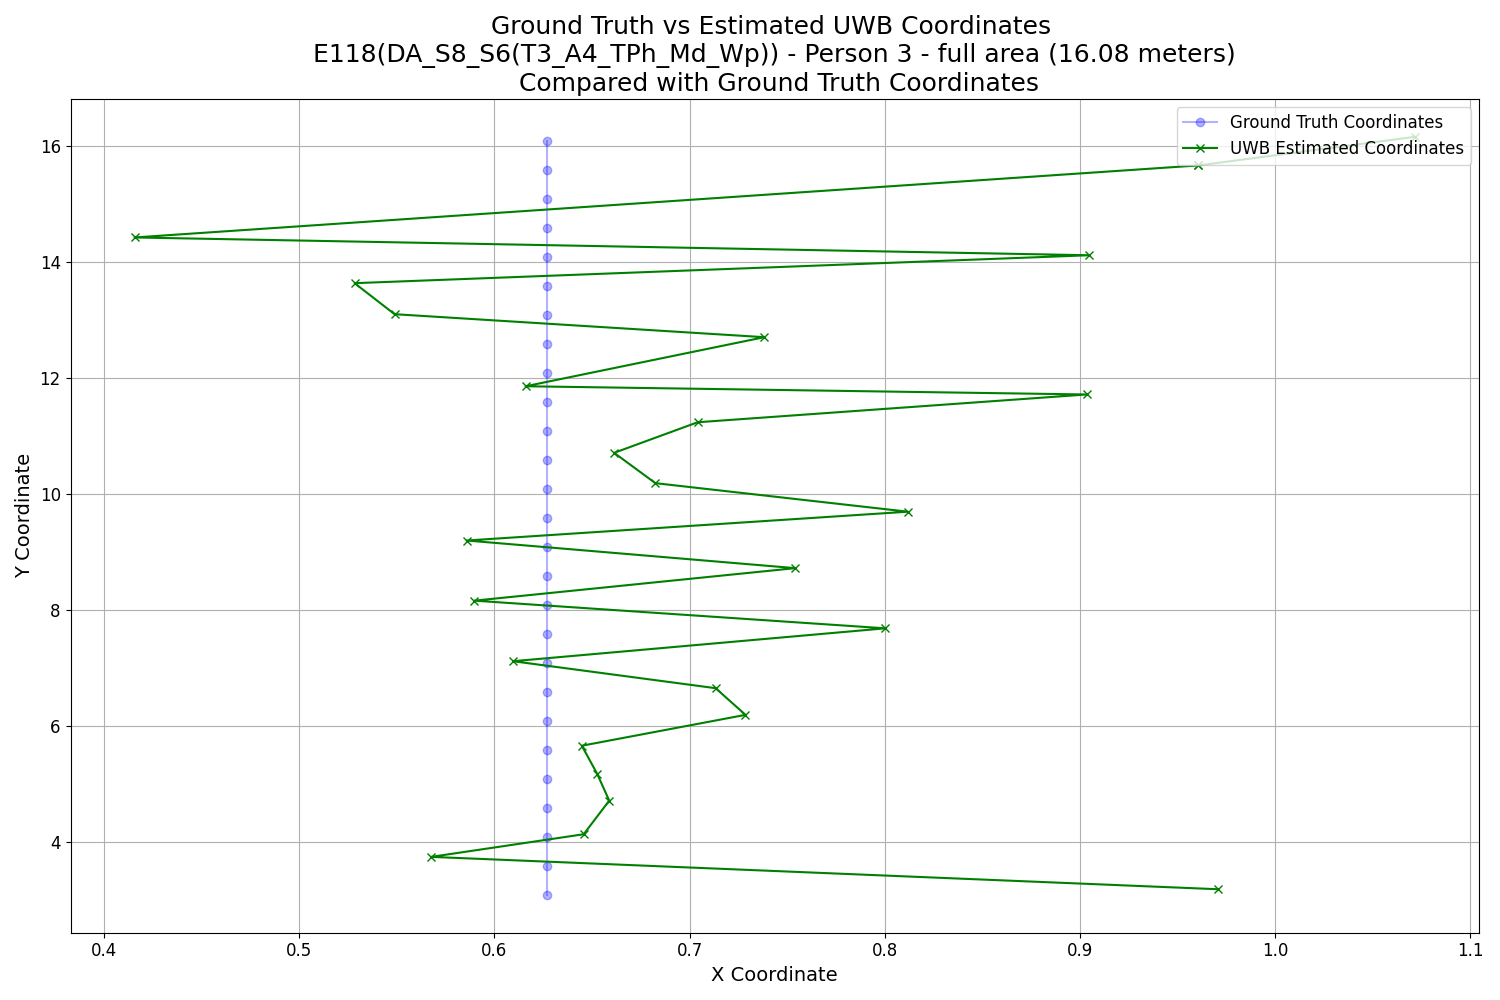 Ground Truth vs Estimated UWB Coordinates
E118(DA_S8_S6(T3_A4_TPh_Md_Wp)) - Person 3 - full area (16.08 meters)
Compared with Ground Truth Coordinates
Ground Truth Coordinates
UWB Estimated Coordinates
Y Coordinate
16
14
12
10
8
6
4
0.4 0.5 0.6 0.7 0.8 0.9 1.0 1.1
X Coordinate